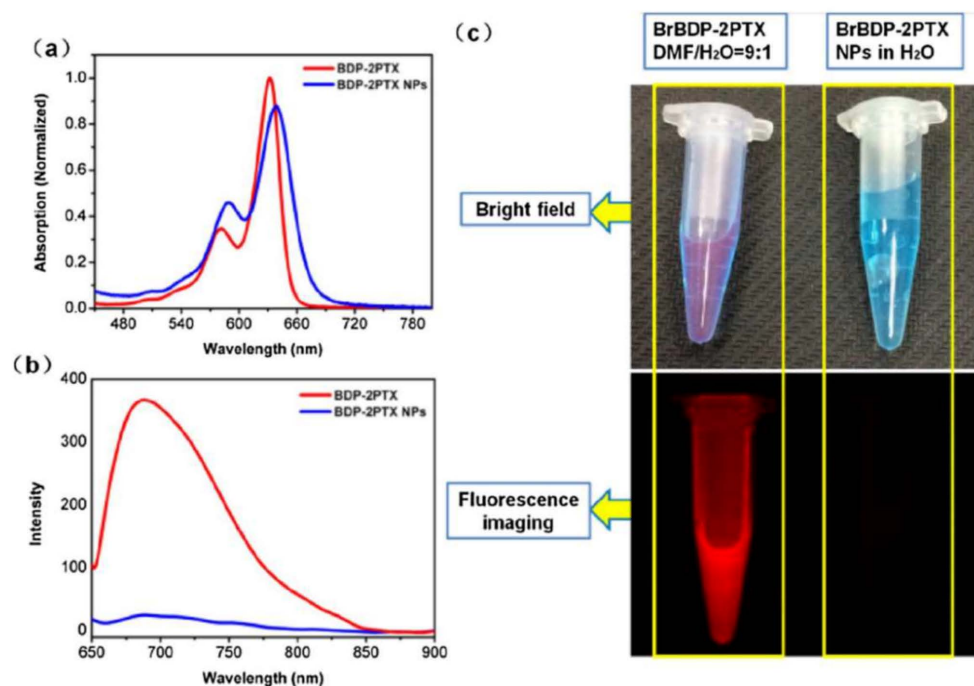 (a)
BDP-2PTX
BDP-2PTX NPs
Absorption (Normalized)
1.0
0.8
0.6
0.4
0.2
0.0
480 540 600 660 720 780
Wavelength (nm)
(b)
BDP-2PTX
BDP-2PTX NPs
Intensity
400
300
200
100
0
650 700 750 800 850 900
Wavelength (nm)
(c)
BrBDP-2PTX
DMF/H₂O=9:1
BrBDP-2PTX
NPs in H₂O
Bright field
Fluorescence
imaging